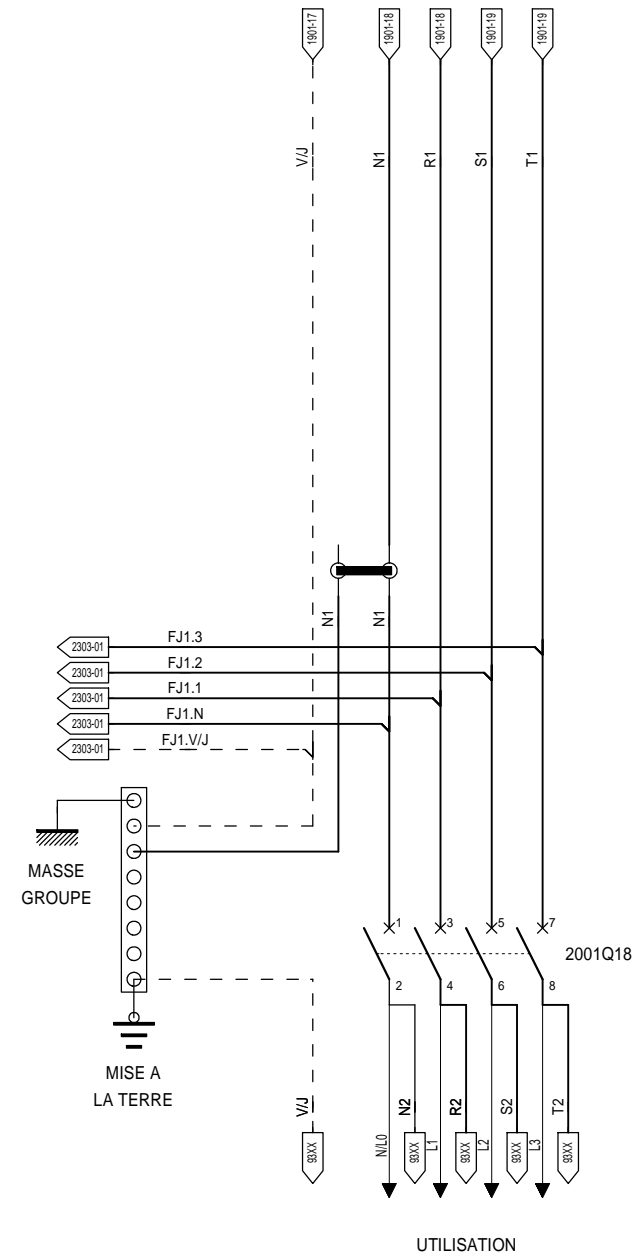 1901-17
1901-18
1901-18
1901-19
1901-19
V/J
N1
R1
S1
T1
N1
N1
2303-01 FJ1.3
2303-01 FJ1.2
2303-01 FJ1.1
2303-01 FJ1.N
2303-01 FJ1.V/J
MASSE
GROUPE
1 3 5 7
2001Q18
2 4 6 8
MISE A
LA TERRE
V/J
N/L0
N2
L1
R2
L2
S2
L3
T2
93XX
93XX
93XX
93XX
93XX
UTILISATION